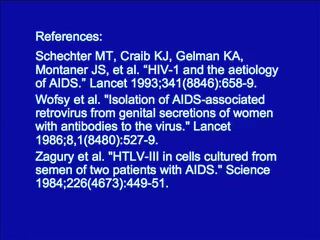 References:
Schechter MT, Craib KJ, Gelman KA,
Montaner JS, et al. “HIV-1 and the aetiology
of AIDS.” Lancet 1993;341(8846):658-9.
Wofsy et al. "Isolation of AIDS-associated
retrovirus from genital secretions of women
with antibodies to the virus." Lancet
1986;8,1(8480):527-9.
Zagury et al. "HTLV-III in cells cultured from
semen of two patients with AIDS." Science
1984;226(4673):449-51.